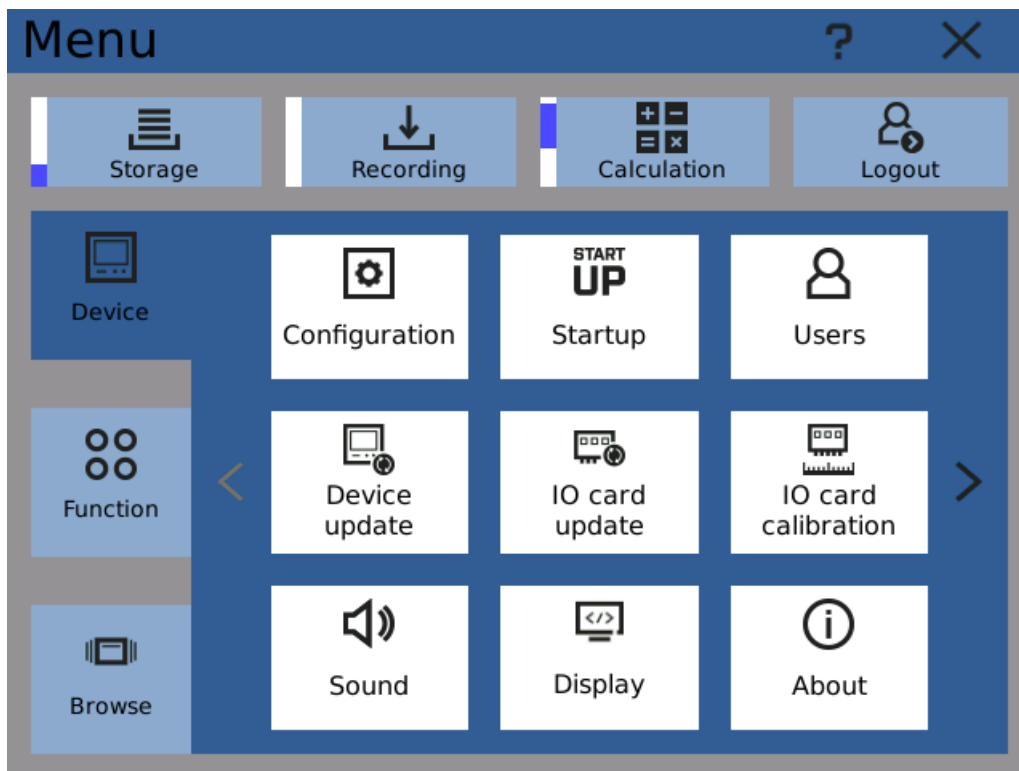 Menu
?
Storage
Recording
Calculation
Logout
Device
Configuration
START
UP
Startup
Users
Function
Device
update
IO card
update
IO card
calibration
Browse
Sound
</>
Display
i
About